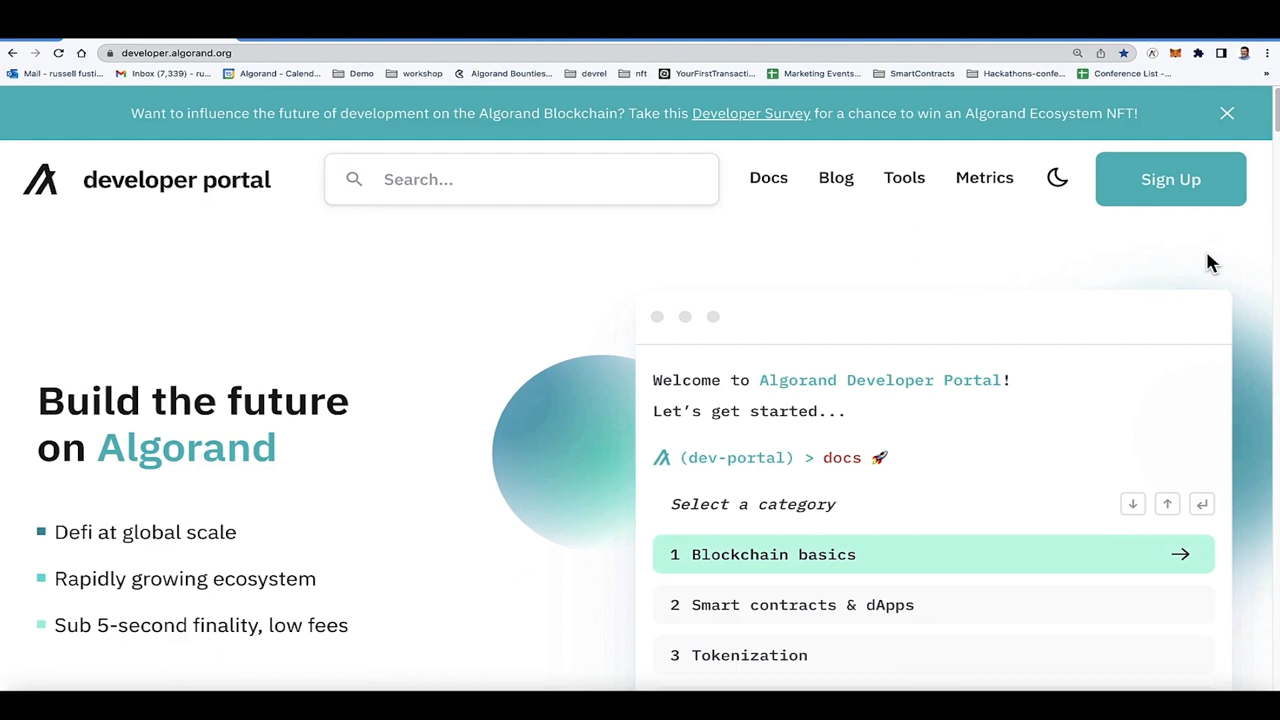 developer.algorand.org
Mail - russell fusti...
Inbox (7,339) - ru...
Algorand - Calend...
Demo
workshop
Algorand Bounties...
devrel
nft
YourFirstTransacti...
Marketing Events...
SmartContracts
Hackathons-confe...
Conference List -...
»
Want to influence the future of development on the Algorand Blockchain? Take this Developer Survey for a chance to win an Algorand Ecosystem NFT!
developer portal
Search...
Docs
Blog
Tools
Metrics
Sign Up
Build the future
on Algorand
Defi at global scale
Rapidly growing ecosystem
Sub 5-second finality, low fees
Welcome to Algorand Developer Portal!
Let's get started...
(dev-portal) > docs 🚀
Select a category
1 Blockchain basics
2 Smart contracts & dApps
3 Tokenization